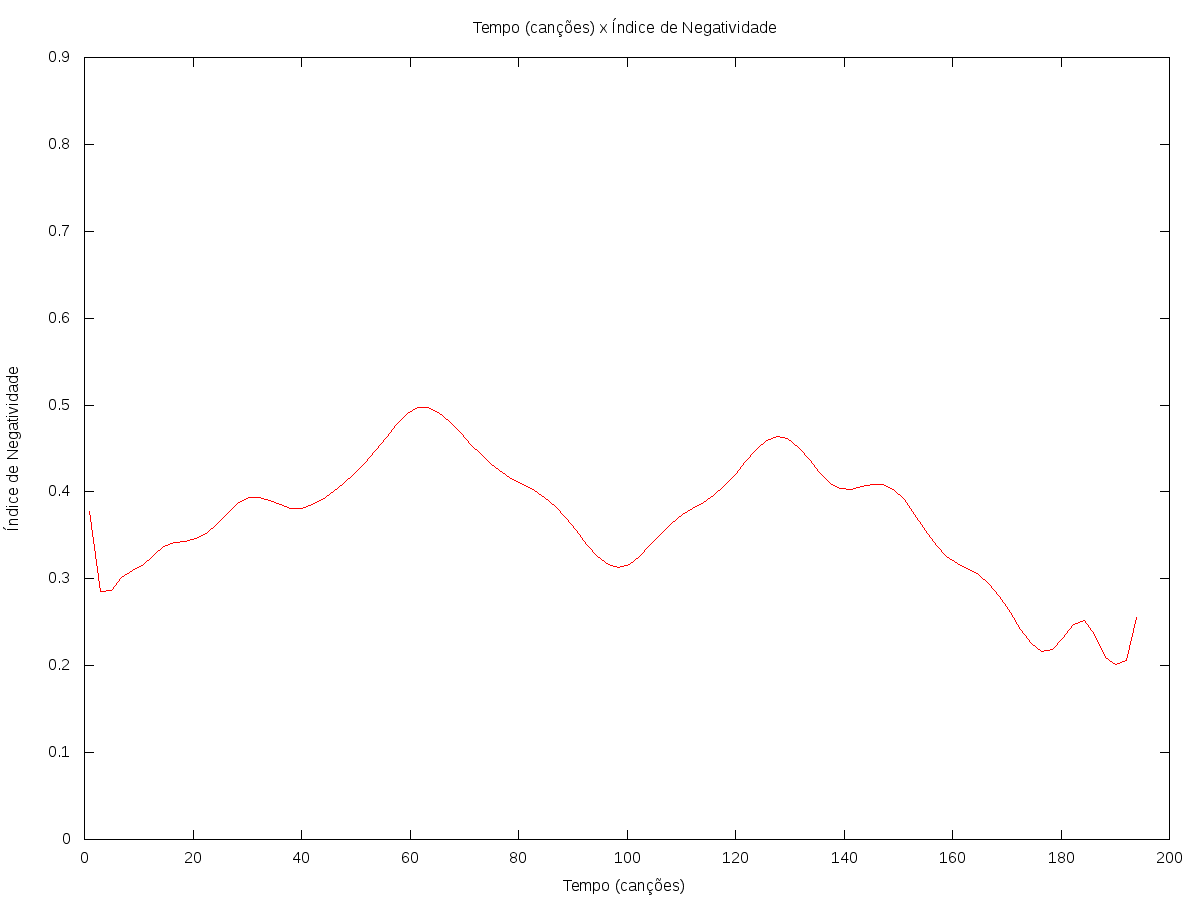 Tempo (canções) x Índice de Negatividade
0.9
0.8
0.7
0.6
0.5
0.4
0.3
0.2
0.1
0
Índice de Negatividade
0 20 40 60 80 100 120 140 160 180 200
Tempo (canções)